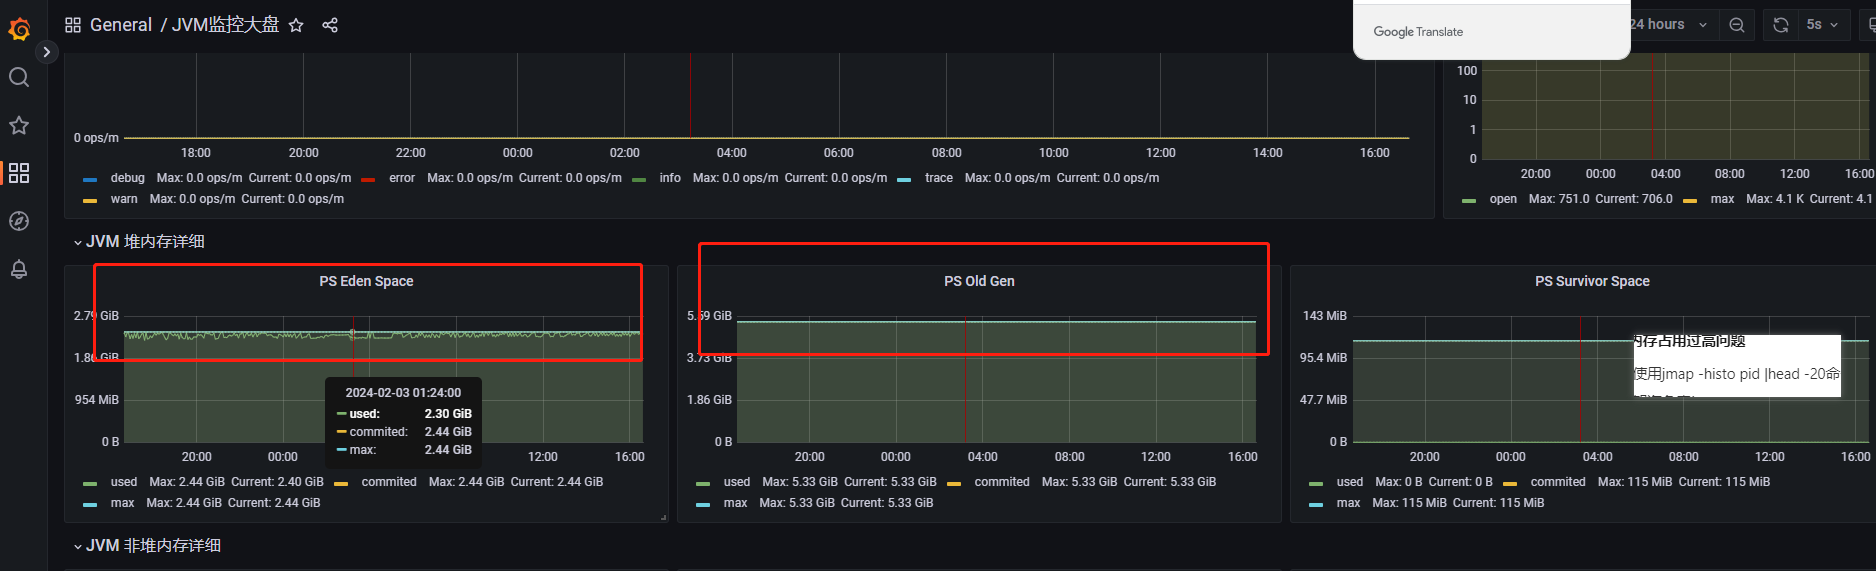 General / JVM监控大盘
24 hours
5s
Google Translate
0 ops/m
18:00 20:00 22:00 00:00 02:00 04:00 06:00 08:00 10:00 12:00 14:00 16:00
debug Max: 0.0 ops/m Current: 0.0 ops/m error Max: 0.0 ops/m Current: 0.0 ops/m info Max: 0.0 ops/m Current: 0.0 ops/m trace Max: 0.0 ops/m Current: 0.0 ops/m
warn Max: 0.0 ops/m Current: 0.0 ops/m
100
10
1
0
20:00 00:00 04:00 08:00 12:00 16:00
open Max: 751.0 Current: 706.0 max Max: 4.1 K Current: 4.1
JVM 堆内存详细
PS Eden Space
2.79 GiB
1.86 GiB
954 MiB
0 B
20:00 00:00 12:00 16:00
2024-02-03 01:24:00
used: 2.30 GiB
commited: 2.44 GiB
max: 2.44 GiB
used Max: 2.44 GiB Current: 2.40 GiB commited Max: 2.44 GiB Current: 2.44 GiB
max Max: 2.44 GiB Current: 2.44 GiB
PS Old Gen
5.59 GiB
3.73 GiB
1.86 GiB
0 B
20:00 00:00 04:00 08:00 12:00 16:00
used Max: 5.33 GiB Current: 5.33 GiB commited Max: 5.33 GiB Current: 5.33 GiB
max Max: 5.33 GiB Current: 5.33 GiB
PS Survivor Space
143 MiB
95.4 MiB
47.7 MiB
0 B
内存占用过高问题
使用jmap -histo pid |head -20命
20:00 00:00 04:00 08:00 12:00 16:00
used Max: 0 B Current: 0 B commited Max: 115 MiB Current: 115 MiB
max Max: 115 MiB Current: 115 MiB
JVM 非堆内存详细